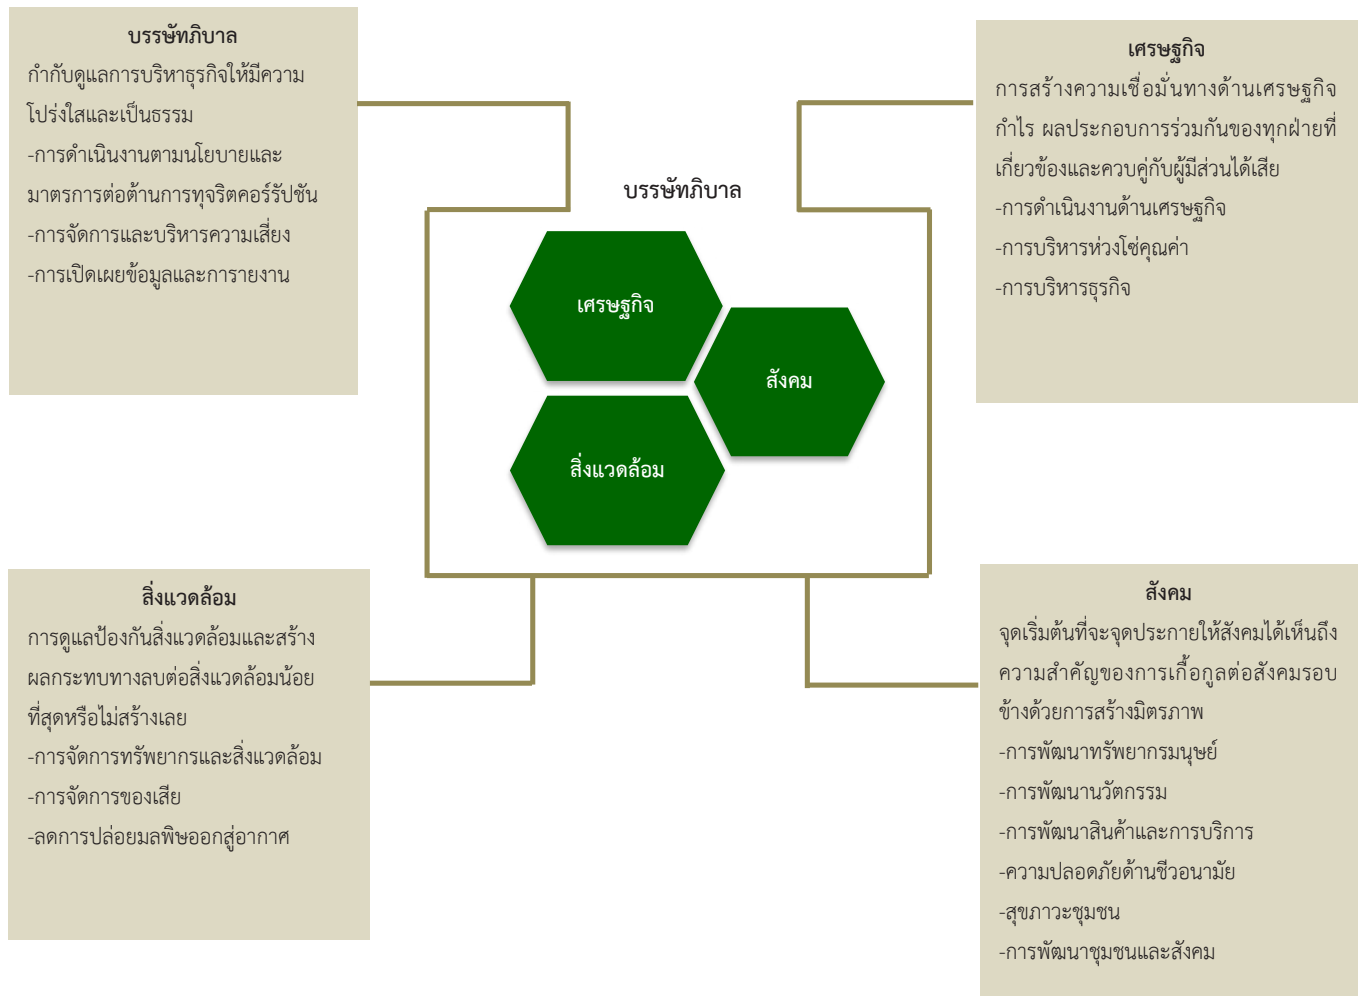 บรรษัทภิบาล
กำกับดูแลการบริหาธุรกิจให้มีความ
โปร่งใสและเป็นธรรม
-การดำเนินงานตามนโยบายและ
มาตรการต่อต้านการทุจริตคอร์รัปชัน
-การจัดการและบริหารความเสี่ยง
-การเปิดเผยข้อมูลและการายงาน
เศรษฐกิจ
การสร้างความเชื่อมั่นทางด้านเศรษฐกิจ
กำไร ผลประกอบการร่วมกันของทุกฝ่ายที่
เกี่ยวข้องและควบคู่กับผู้มีส่วนได้เสีย
-การดำเนินงานด้านเศรษฐกิจ
-การบริหารห่วงโซ่คุณค่า
-การบริหารธุรกิจ
บรรษัทภิบาล
เศรษฐกิจ
สังคม
สิ่งแวดล้อม
สิ่งแวดล้อม
การดูแลป้องกันสิ่งแวดล้อมและสร้าง
ผลกระทบทางลบต่อสิ่งแวดล้อมน้อย
ที่สุดหรือไม่สร้างเลย
-การจัดการทรัพยากรและสิ่งแวดล้อม
-การจัดการของเสีย
-ลดการปล่อยมลพิษออกสู่อากาศ
สังคม
จุดเริ่มต้นที่จะจุดประกายให้สังคมได้เห็นถึง
ความสำคัญของการเกื้อกูลต่อสังคมรอบ
ข้างด้วยการสร้างมิตรภาพ
-การพัฒนาทรัพยากรมนุษย์
-การพัฒนานวัตกรรม
-การพัฒนาสินค้าและการบริการ
-ความปลอดภัยด้านชีวอนามัย
-สุขภาวะชุมชน
-การพัฒนาชุมชนและสังคม